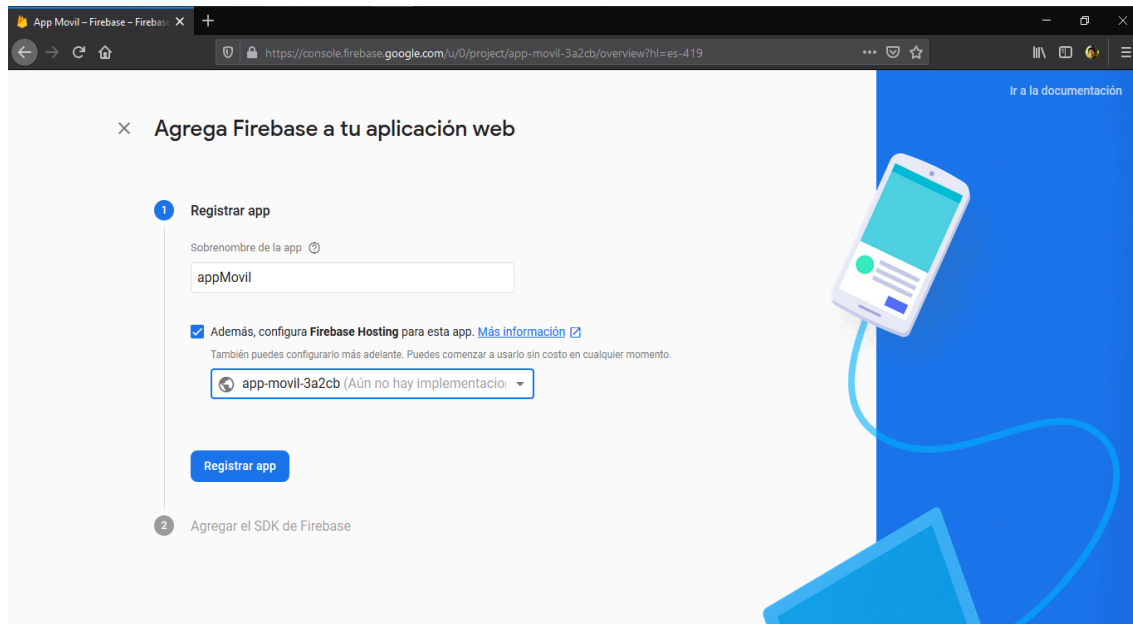 App Movil – Firebase – Firebas
https://console.firebase.google.com/u/0/project/app-movil-3a2cb/overview?hl=es-419
Ir a la documentación
Agrega Firebase a tu aplicación web
1 Registrar app
Sobrenombre de la app
appMovil
Además, configura Firebase Hosting para esta app. Más información
También puedes configurarlo más adelante. Puedes comenzar a usarlo sin costo en cualquier momento.
app-movil-3a2cb (Aún no hay implementacio
Registrar app
2 Agregar el SDK de Firebase